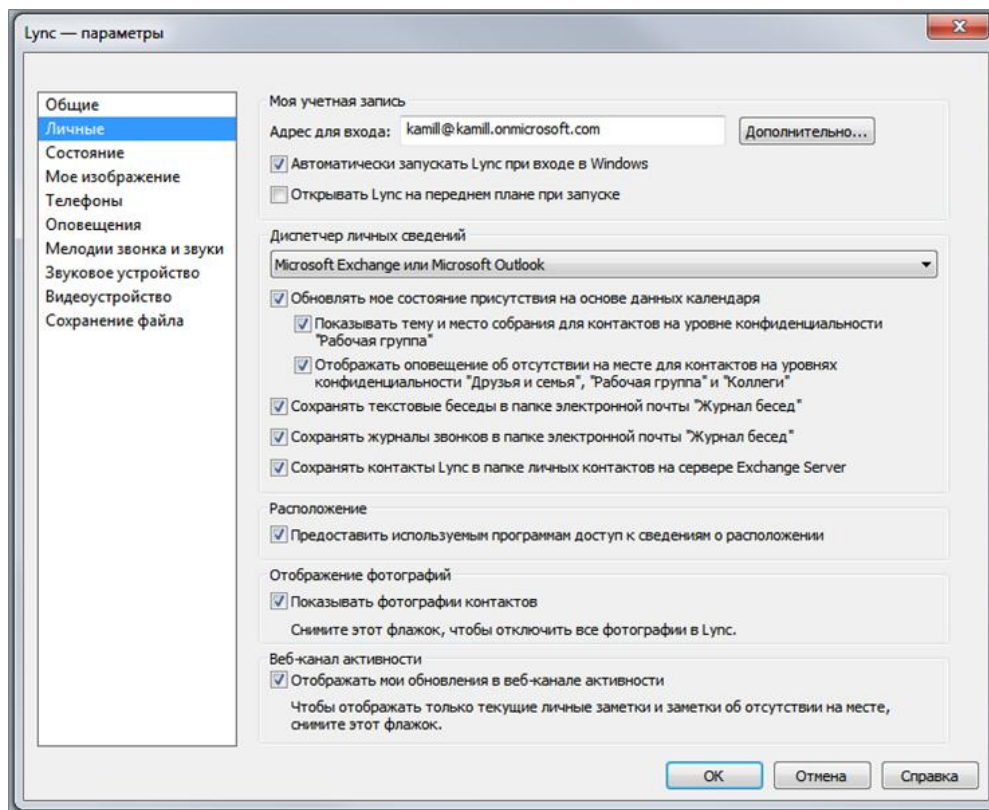 Lync — параметры
Общие
Личные
Состояние
Мое изображение
Телефоны
Оповещения
Мелодии звонка и звуки
Звуковое устройство
Видеоустройство
Сохранение файла
Моя учетная запись
Адрес для входа: kamill@kamill.onmicrosoft.com Дополнительно...
Автоматически запускать Lync при входе в Windows
Открывать Lync на переднем плане при запуске
Диспетчер личных сведений
Microsoft Exchange или Microsoft Outlook
Обновлять мое состояние присутствия на основе данных календаря
Показывать тему и место собрания для контактов на уровне конфиденциальности
"Рабочая группа"
Отображать оповещение об отсутствии на месте для контактов на уровнях
конфиденциальности "Друзья и семья", "Рабочая группа" и "Коллеги"
Сохранять текстовые беседы в папке электронной почты "Журнал бесед"
Сохранять журналы звонков в папке электронной почты "Журнал бесед"
Сохранять контакты Lync в папке личных контактов на сервере Exchange Server
Расположение
Предоставить используемым программам доступ к сведениям о расположении
Отображение фотографий
Показывать фотографии контактов
Снимите этот флажок, чтобы отключить все фотографии в Lync.
Веб-канал активности
Отображать мои обновления в веб-канале активности
Чтобы отображать только текущие личные заметки и заметки об отсутствии на месте,
снимите этот флажок.
ОК Отмена Справка